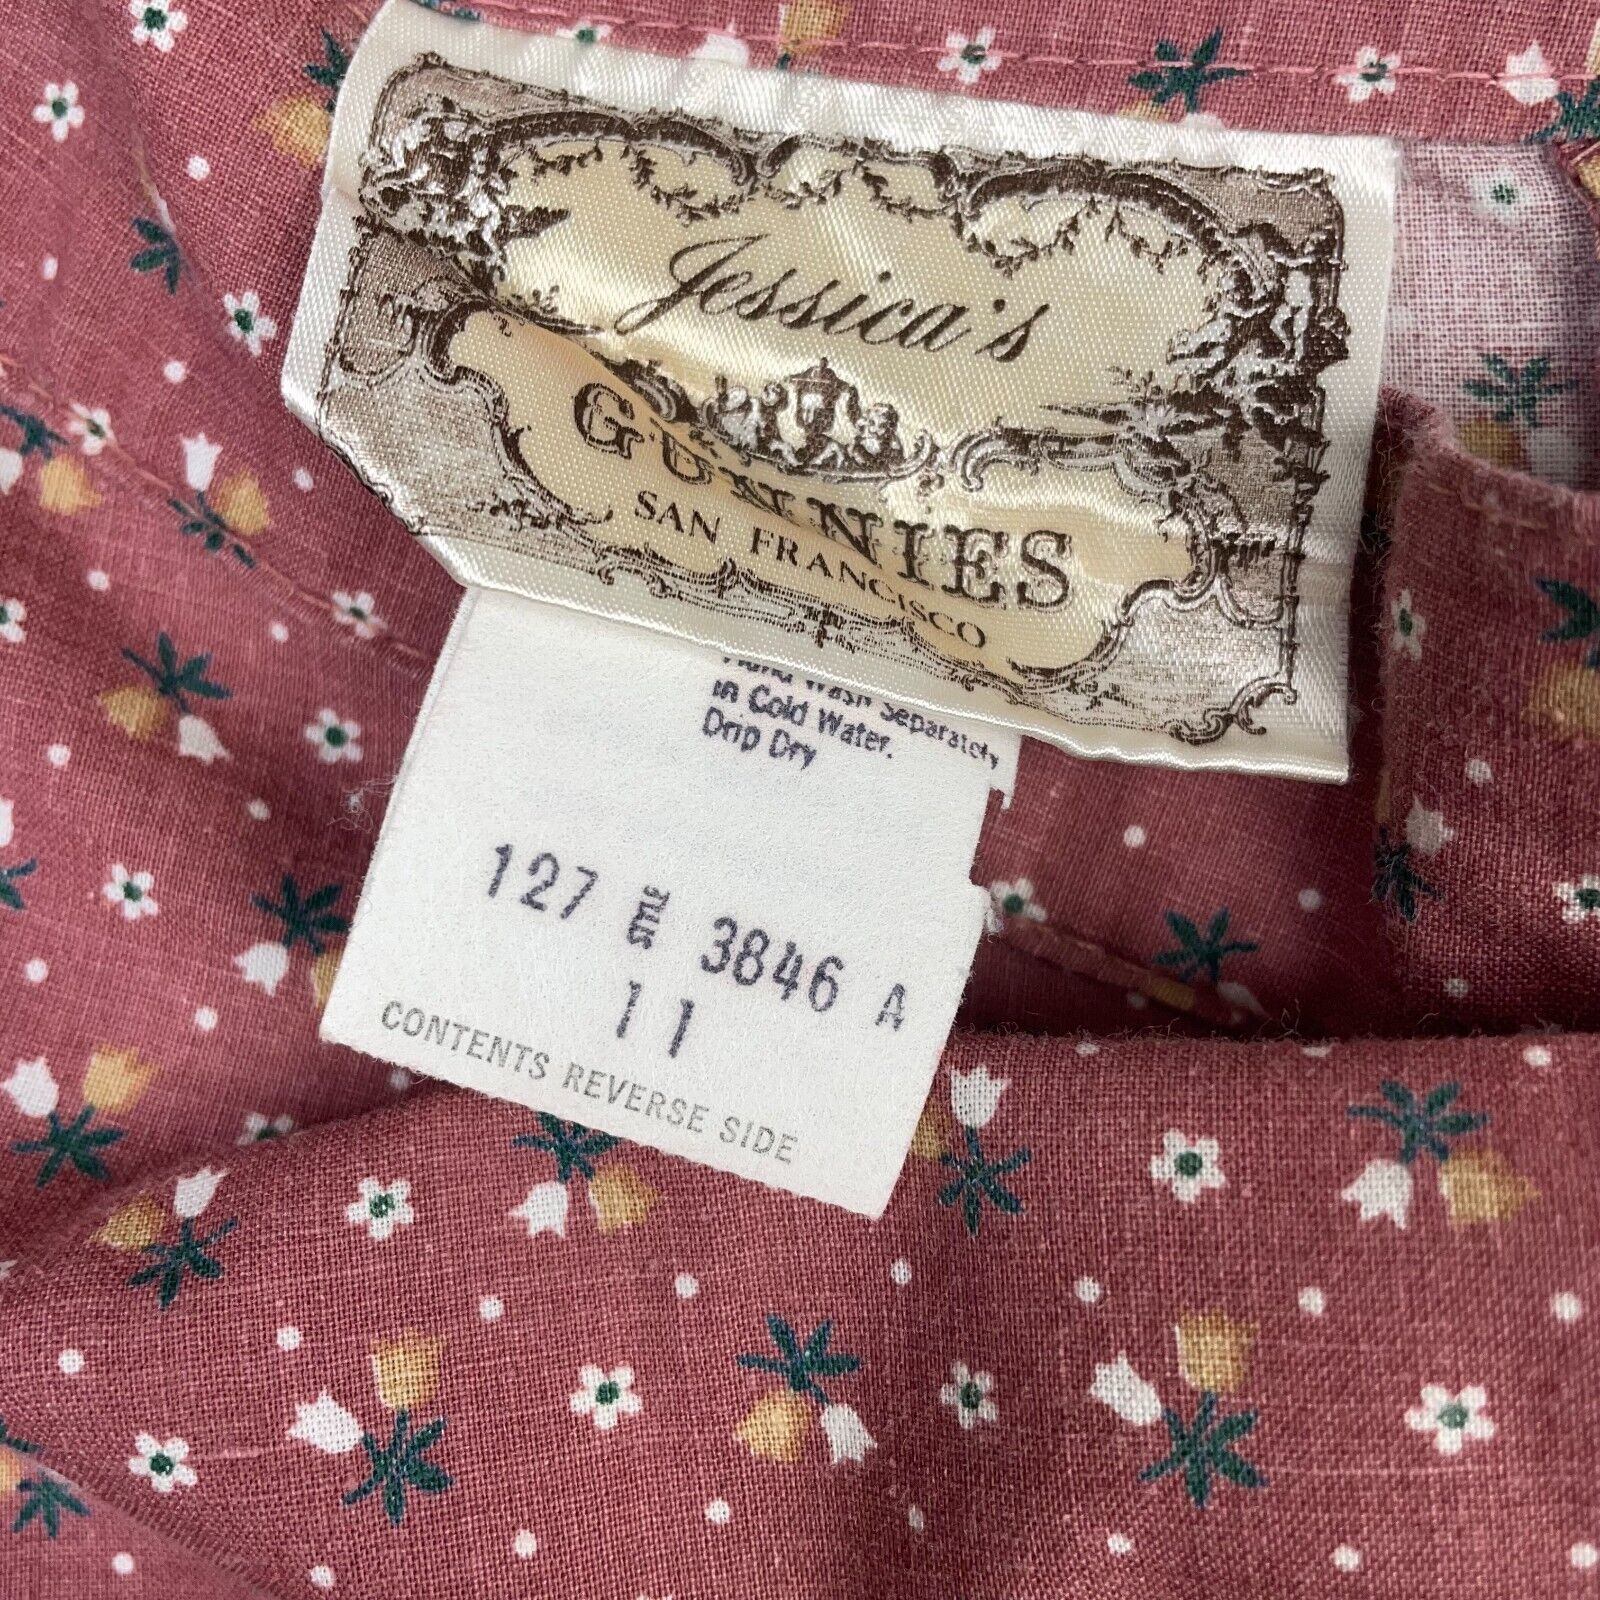 Jessica's
GUNNIES
SAN FRANCISCO
Hand Wash Separately
in Cold Water.
Drip Dry
127 STYLE 3846 A
11
CONTENTS REVERSE SIDE